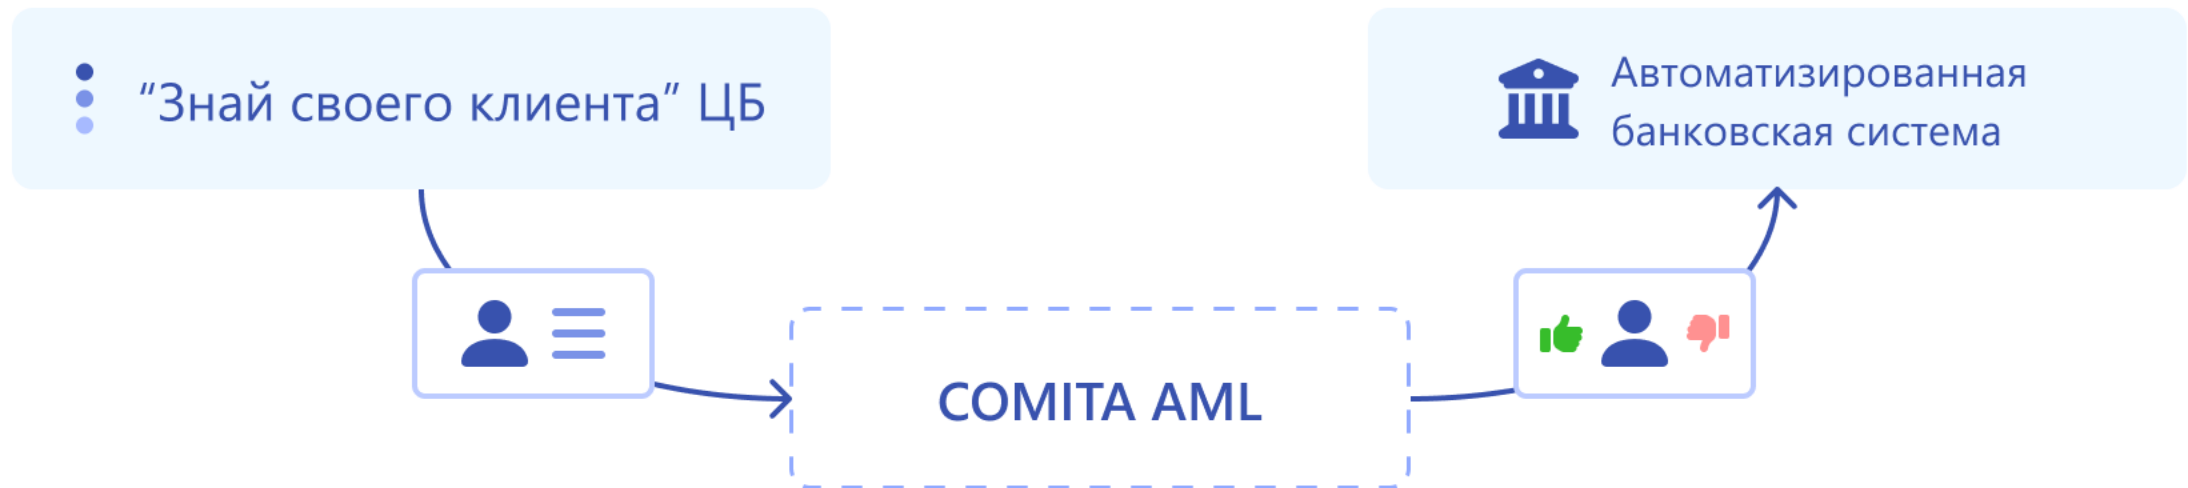 “Знай своего клиента” ЦБ
Автоматизированная
банковская система
COMITA AML